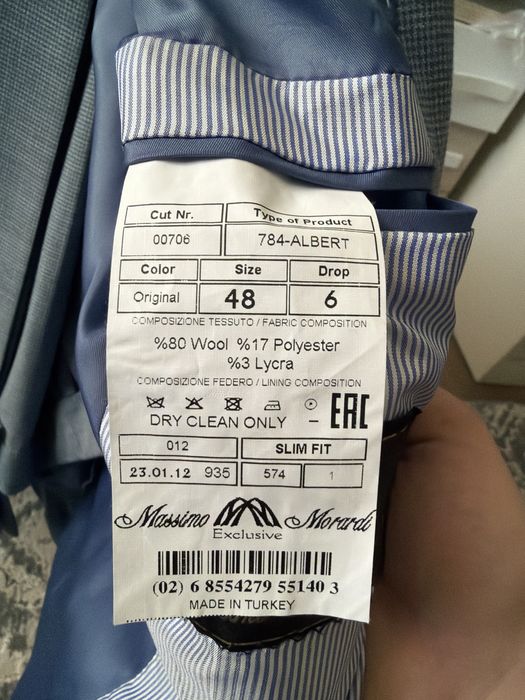 Cut Nr. Type of Product
00706 784-ALBERT
Color Size Drop
Original 48 6
COMPOSIZIONE TESSUTO / FABRIC COMPOSITION
%80 Wool %17 Polyester
%3 Lycra
COMPOSIZIONE FEDERO / LINING COMPOSITION
DRY CLEAN ONLY EAC
012 SLIM FIT
23.01.12 935 574 1
Massimo Morardi
Exclusive
(02) 6 8554279 55140 3
MADE IN TURKEY